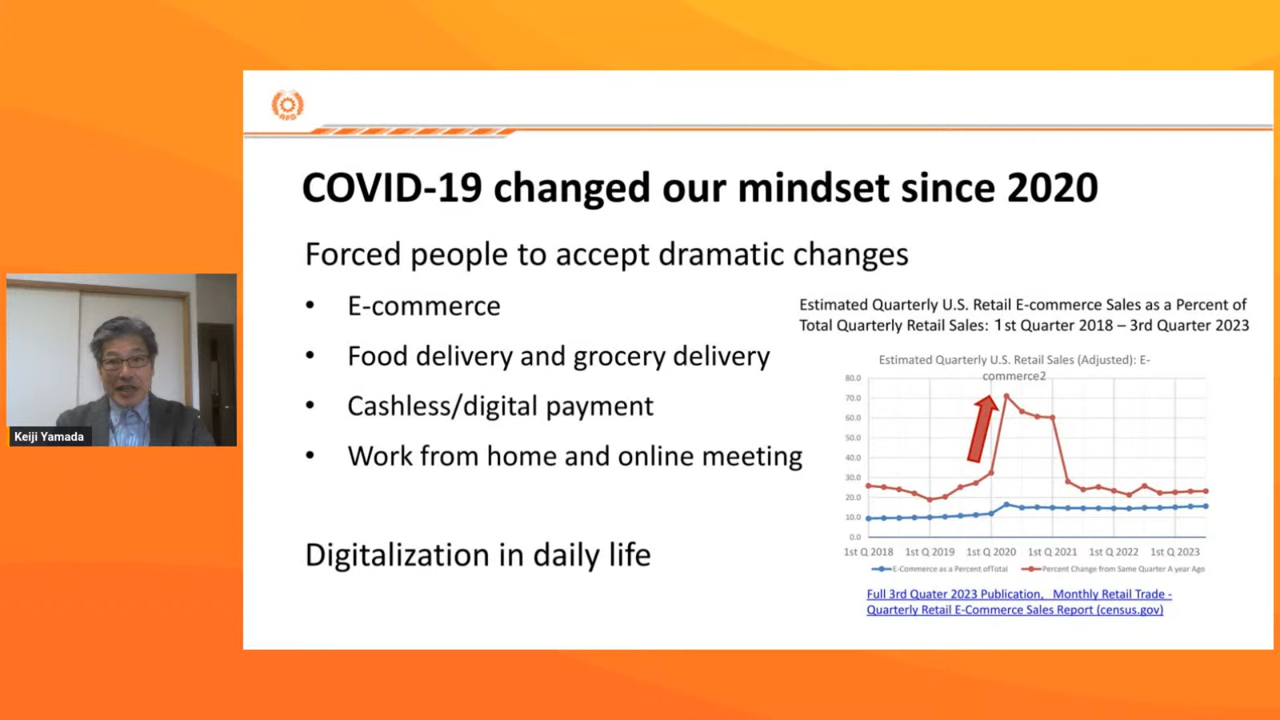 RFG
COVID-19 changed our mindset since 2020
Forced people to accept dramatic changes
• E-commerce
• Food delivery and grocery delivery
• Cashless/digital payment
• Work from home and online meeting
Digitalization in daily life
Estimated Quarterly U.S. Retail E-commerce Sales as a Percent of
Total Quarterly Retail Sales: 1st Quarter 2018 – 3rd Quarter 2023
Estimated Quarterly U.S. Retail Sales (Adjusted): E-
commerce2
80.0
70.0
60.0
50.0
40.0
30.0
20.0
10.0
0.0
1st Q 2018 1st Q 2019 1st Q 2020 1st Q 2021 1st Q 2022 1st Q 2023
E-Commerce as a Percent ofTotal Percent Change from Same Quarter A year Ago
Full 3rd Quater 2023 Publication, Monthly Retail Trade -
Quarterly Retail E-Commerce Sales Report (census.gov)
Keiji Yamada